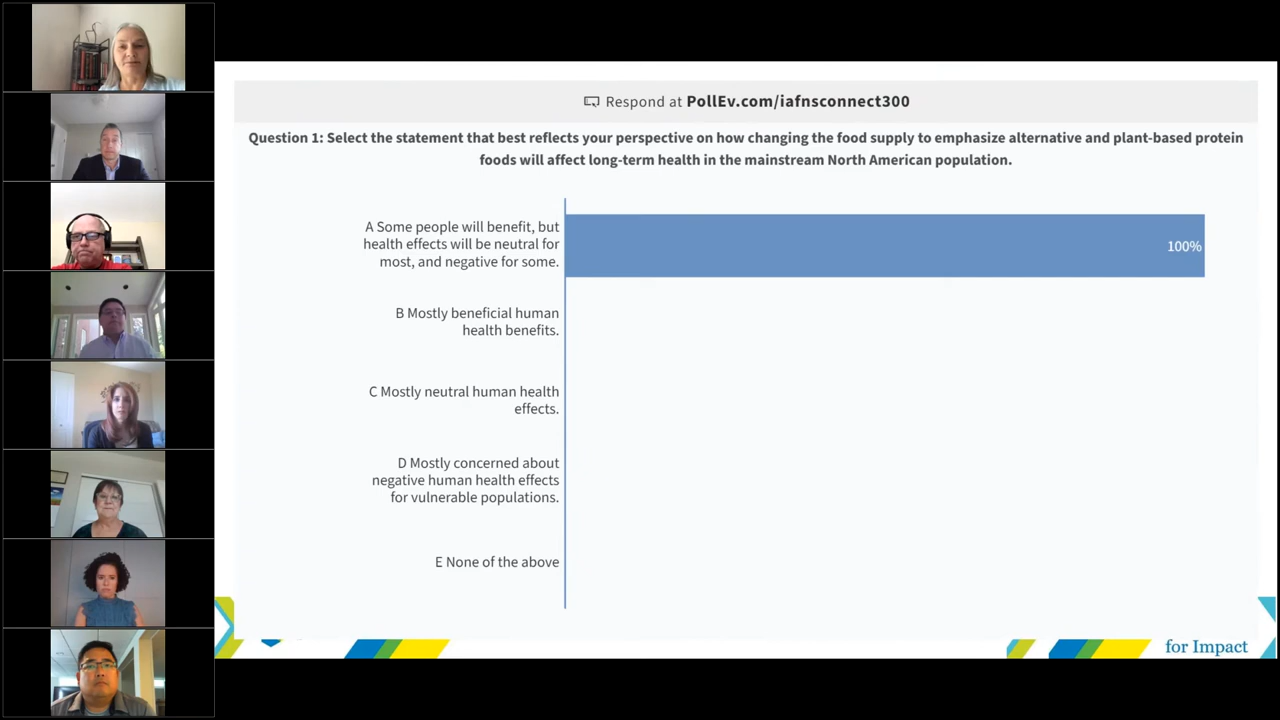 Respond at PollEv.com/iafnsconnect300
Question 1: Select the statement that best reflects your perspective on how changing the food supply to emphasize alternative and plant-based protein
foods will affect long-term health in the mainstream North American population.
A Some people will benefit, but
health effects will be neutral for
most, and negative for some.
100%
B Mostly beneficial human
health benefits.
C Mostly neutral human health
effects.
D Mostly concerned about
negative human health effects
for vulnerable populations.
E None of the above
for Impact